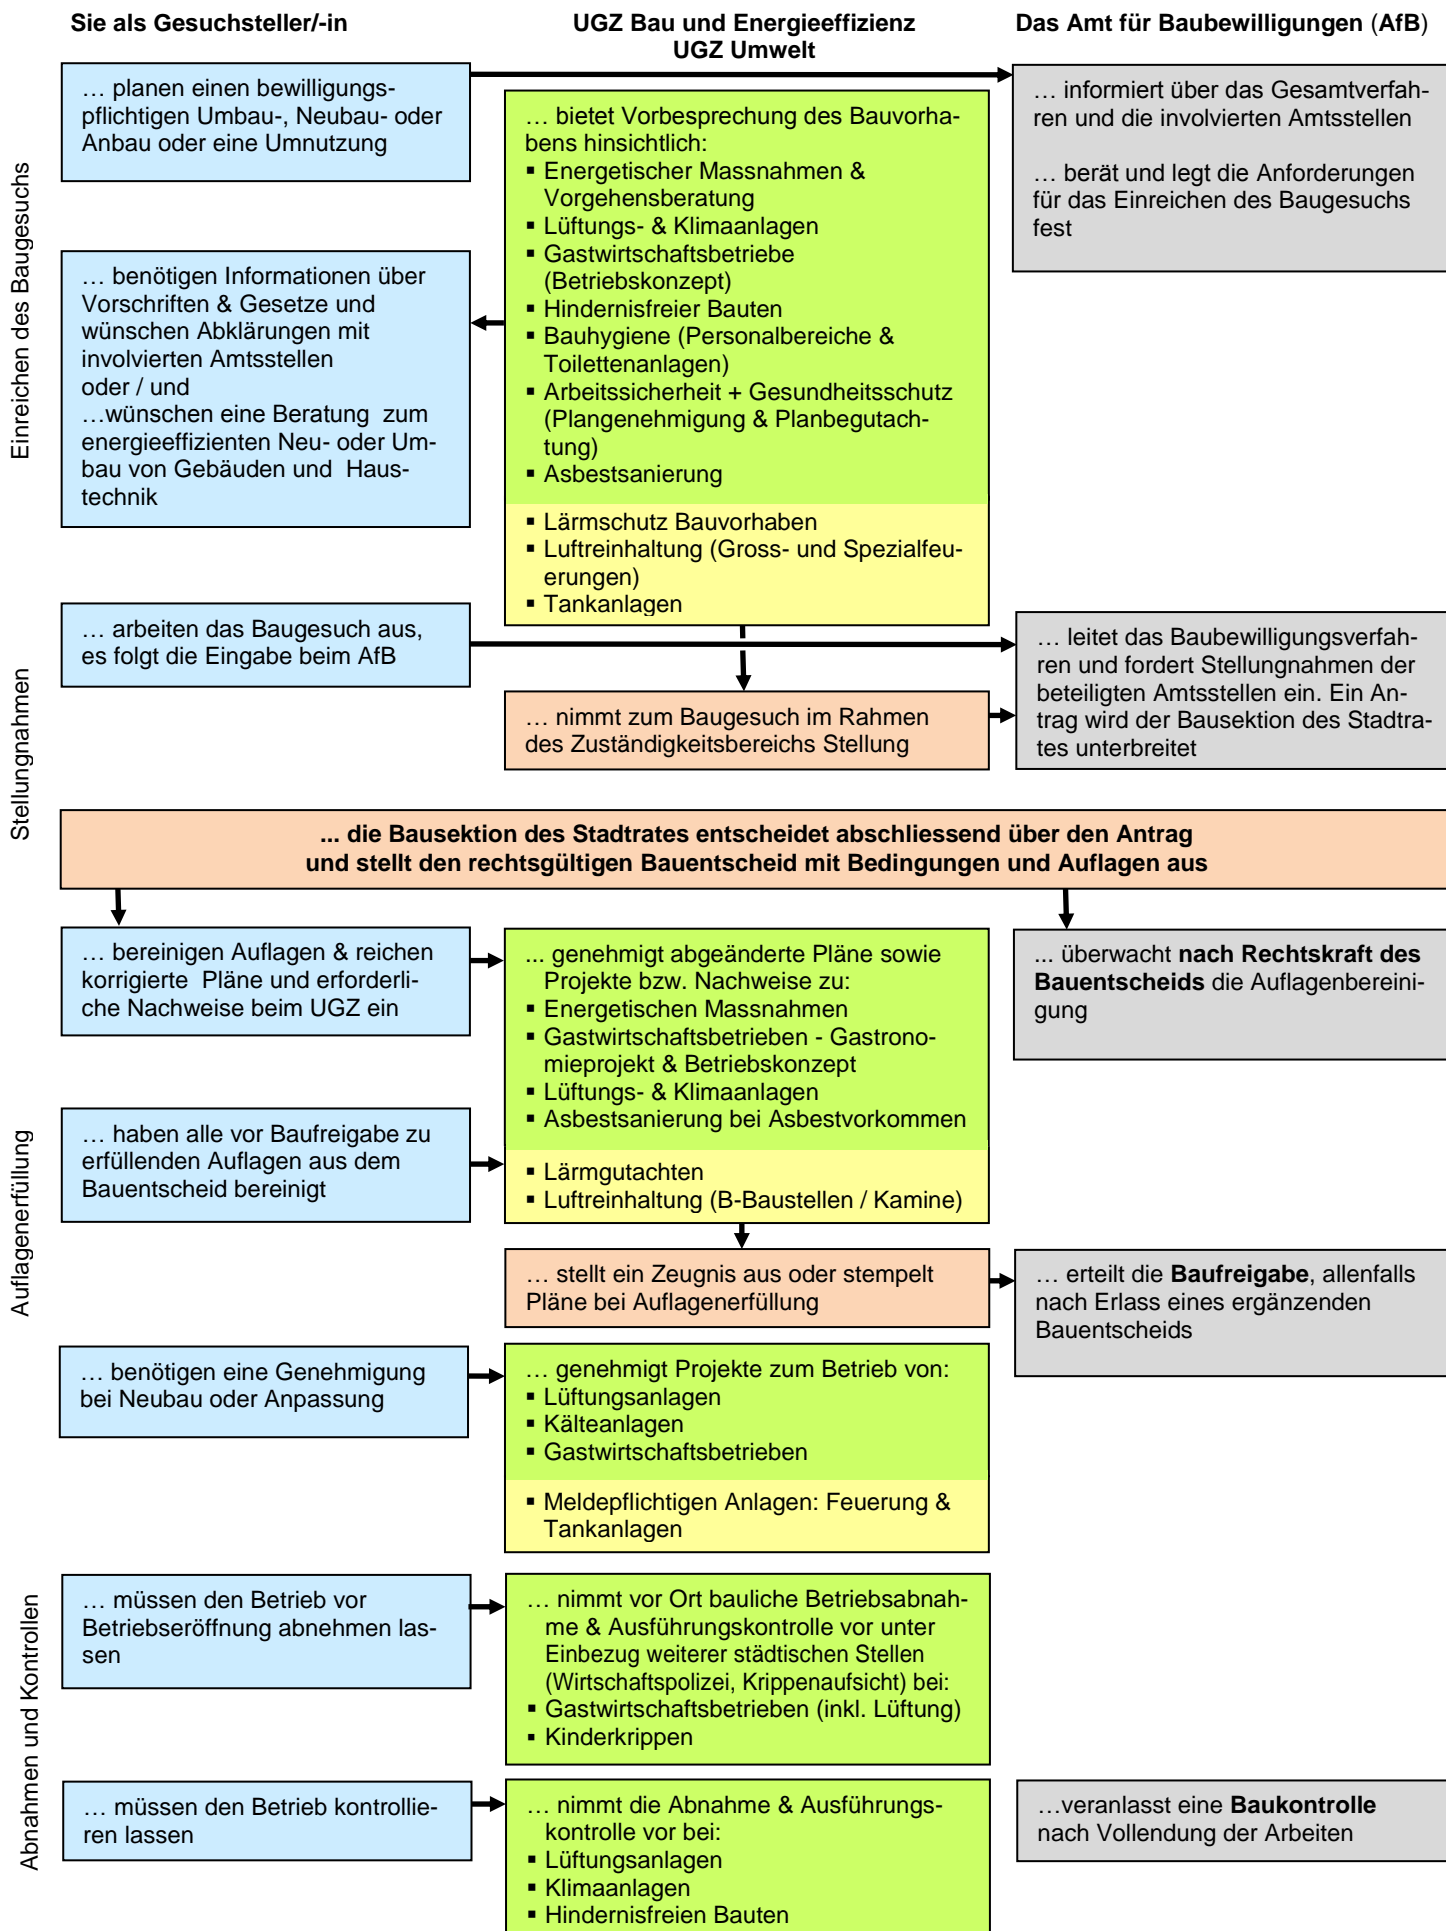 Sie als Gesuchsteller/-in
UGZ Bau und Energieeffizienz
UGZ Umwelt
Das Amt für Baubewilligungen (AfB)
Einreichen des Baugesuchs
… planen einen bewilligungs-
pflichtigen Umbau-, Neubau- oder
Anbau oder eine Umnutzung
… bietet Vorbesprechung des Bauvorha-
bens hinsichtlich:
▪ Energetischer Massnahmen &
Vorgehensberatung
▪ Lüftungs- & Klimaanlagen
▪ Gastwirtschaftsbetriebe
(Betriebskonzept)
▪ Hindernisfreier Bauten
▪ Bauhygiene (Personalbereiche &
Toilettenanlagen)
▪ Arbeitssicherheit + Gesundheitsschutz
(Plangenehmigung & Planbegutach-
tung)
▪ Asbestsanierung
▪ Lärmschutz Bauvorhaben
▪ Luftreinhaltung (Gross- und Spezialfeu-
erungen)
▪ Tankanlagen
… informiert über das Gesamtverfah-
ren und die involvierten Amtsstellen
… berät und legt die Anforderungen
für das Einreichen des Baugesuchs
fest
… benötigen Informationen über
Vorschriften & Gesetze und
wünschen Abklärungen mit
involvierten Amtsstellen
oder / und
…wünschen eine Beratung zum
energieeffizienten Neu- oder Um-
bau von Gebäuden und Haus-
technik
Stellungnahmen
… arbeiten das Baugesuch aus,
es folgt die Eingabe beim AfB
… nimmt zum Baugesuch im Rahmen
des Zuständigkeitsbereichs Stellung
… leitet das Baubewilligungsverfah-
ren und fordert Stellungnahmen der
beteiligten Amtsstellen ein. Ein An-
trag wird der Bausektion des Stadtra-
tes unterbreitet
... die Bausektion des Stadtrates entscheidet abschliessend über den Antrag
und stellt den rechtsgültigen Bauentscheid mit Bedingungen und Auflagen aus
Auflagenerfüllung
… bereinigen Auflagen & reichen
korrigierte Pläne und erforderli-
che Nachweise beim UGZ ein
... genehmigt abgeänderte Pläne sowie
Projekte bzw. Nachweise zu:
▪ Energetischen Massnahmen
▪ Gastwirtschaftsbetrieben - Gastrono-
mieprojekt & Betriebskonzept
▪ Lüftungs- & Klimaanlagen
▪ Asbestsanierung bei Asbestvorkommen
▪ Lärmgutachten
▪ Luftreinhaltung (B-Baustellen / Kamine)
... überwacht nach Rechtskraft des
Bauentscheids die Auflagenbereini-
gung
… haben alle vor Baufreigabe zu
erfüllenden Auflagen aus dem
Bauentscheid bereinigt
… stellt ein Zeugnis aus oder stempelt
Pläne bei Auflagenerfüllung
… erteilt die Baufreigabe, allenfalls
nach Erlass eines ergänzenden
Bauentscheids
… benötigen eine Genehmigung
bei Neubau oder Anpassung
… genehmigt Projekte zum Betrieb von:
▪ Lüftungsanlagen
▪ Kälteanlagen
▪ Gastwirtschaftsbetrieben
▪ Meldepflichtigen Anlagen: Feuerung &
Tankanlagen
Abnahmen und Kontrollen
… müssen den Betrieb vor
Betriebseröffnung abnehmen las-
sen
… nimmt vor Ort bauliche Betriebsabnah-
me & Ausführungskontrolle vor unter
Einbezug weiterer städtischen Stellen
(Wirtschaftspolizei, Krippenaufsicht) bei:
▪ Gastwirtschaftsbetrieben (inkl. Lüftung)
▪ Kinderkrippen
… müssen den Betrieb kontrollie-
ren lassen
… nimmt die Abnahme & Ausführungs-
kontrolle vor bei:
▪ Lüftungsanlagen
▪ Klimaanlagen
▪ Hindernisfreien Bauten
…veranlasst eine Baukontrolle
nach Vollendung der Arbeiten